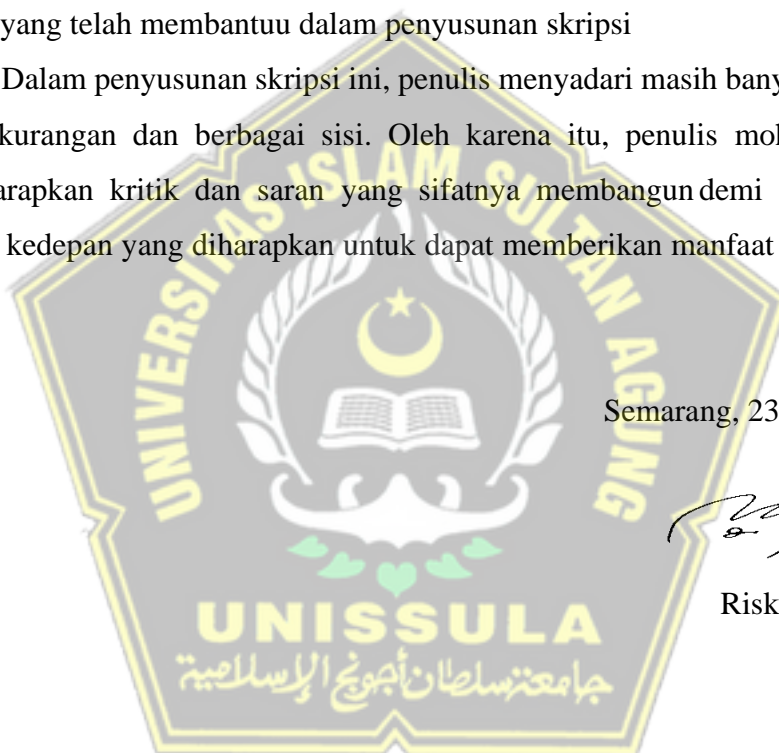 yang telah membantuu dalam penyusunan skripsi
Dalam penyusunan skripsi ini, penulis menyadari masih bany
kurangan dan berbagai sisi. Oleh karena itu, penulis mo
arapkan kritik dan saran yang sifatnya membangun demi
kedepan yang diharapkan untuk dapat memberikan manfaat
UNIVERSITAS ISLAM SULTAN AGUNG
Semarang, 23
Risk
UNISSULA
جامعة سلطان أجونج الإسلامية